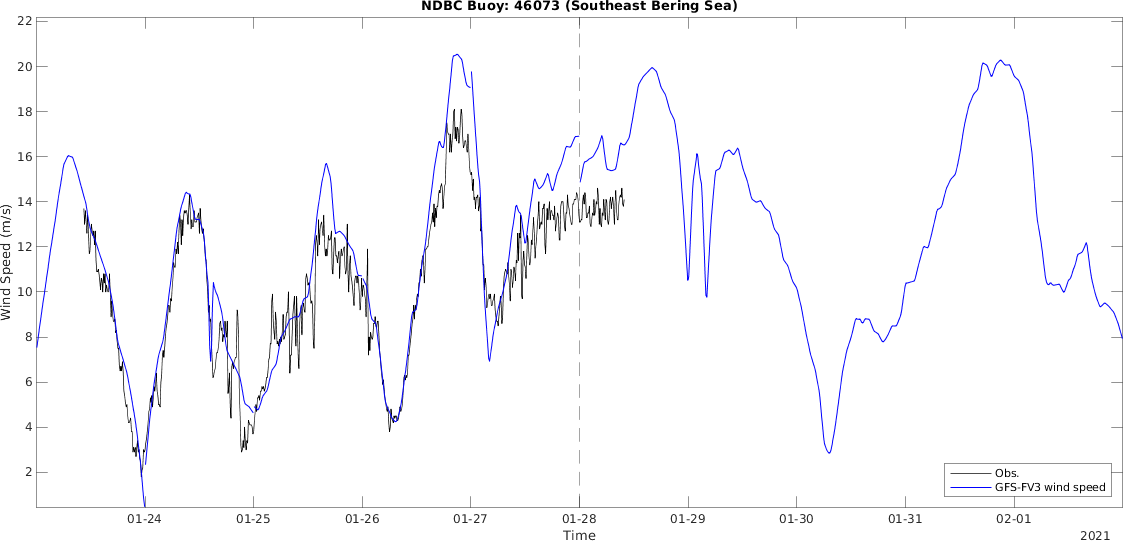 NDBC Buoy: 46073 (Southeast Bering Sea)
22
20
18
16
14
12
10
8
6
4
2
Wind Speed (m/s)
Obs.
GFS-FV3 wind speed
01-24 01-25 01-26 01-27 01-28 01-29 01-30 01-31 02-01
Time
2021